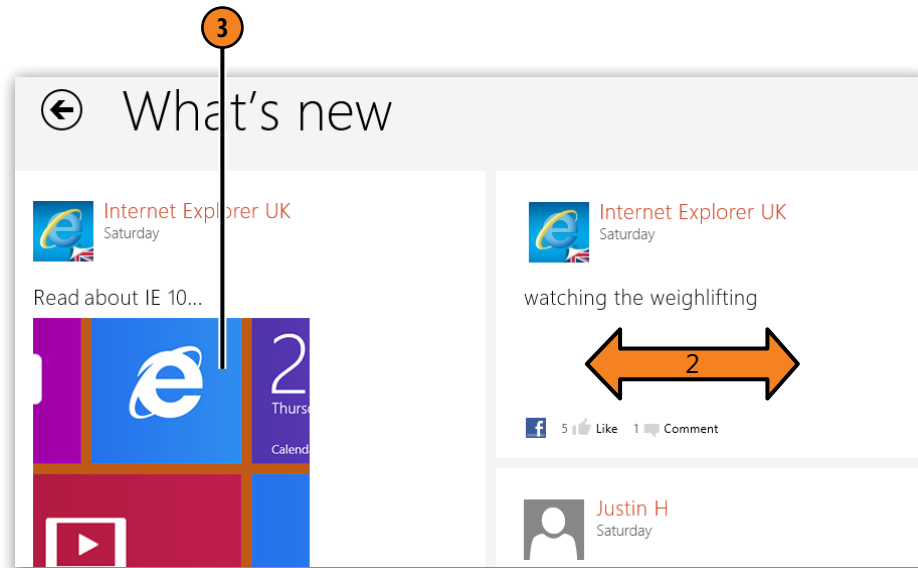 3
What's new
Internet Explorer UK
Saturday
Read about IE 10...
2
Thurs
Calend
Internet Explorer UK
Saturday
watching the weighlifting
2
5 Like 1 Comment
Justin H
Saturday